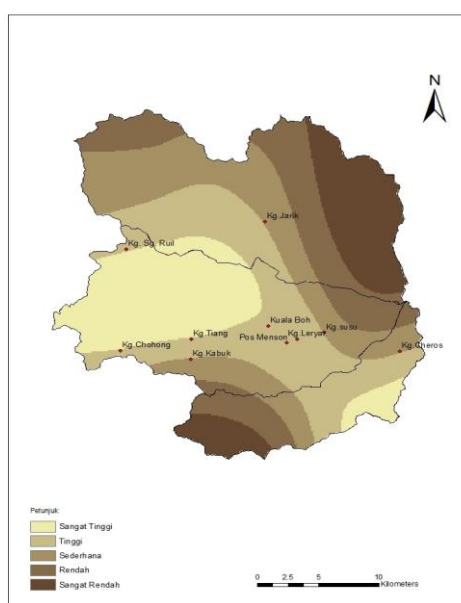 N
Kg.Jarik
Kg. Sg. Ruil
Kuala Boh
Kg.susu
Kg.Tiang
Pos Menson
Kg.Leryar
Kg.Chohong
Kg.Cheros
Kg.Kabuk
Petunjuk:
Sangat Tinggi
Tinggi
Sederhana
Rendah
Sangat Rendah
0 2.5 5 10
Kilometers